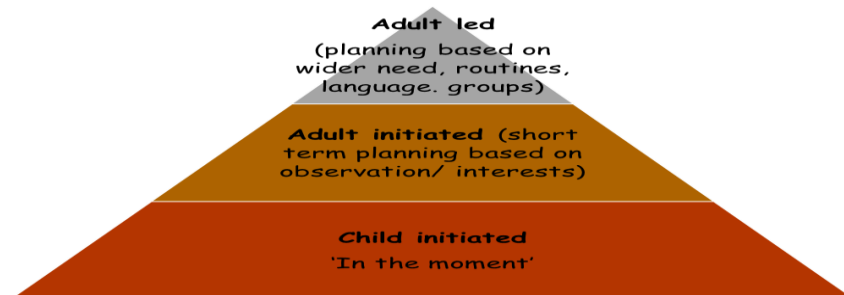 Adult led
(planning based on
wider need, routines,
language. groups)
Adult initiated (short
term planning based on
observation/ interests)
Child initiated
'In the moment'